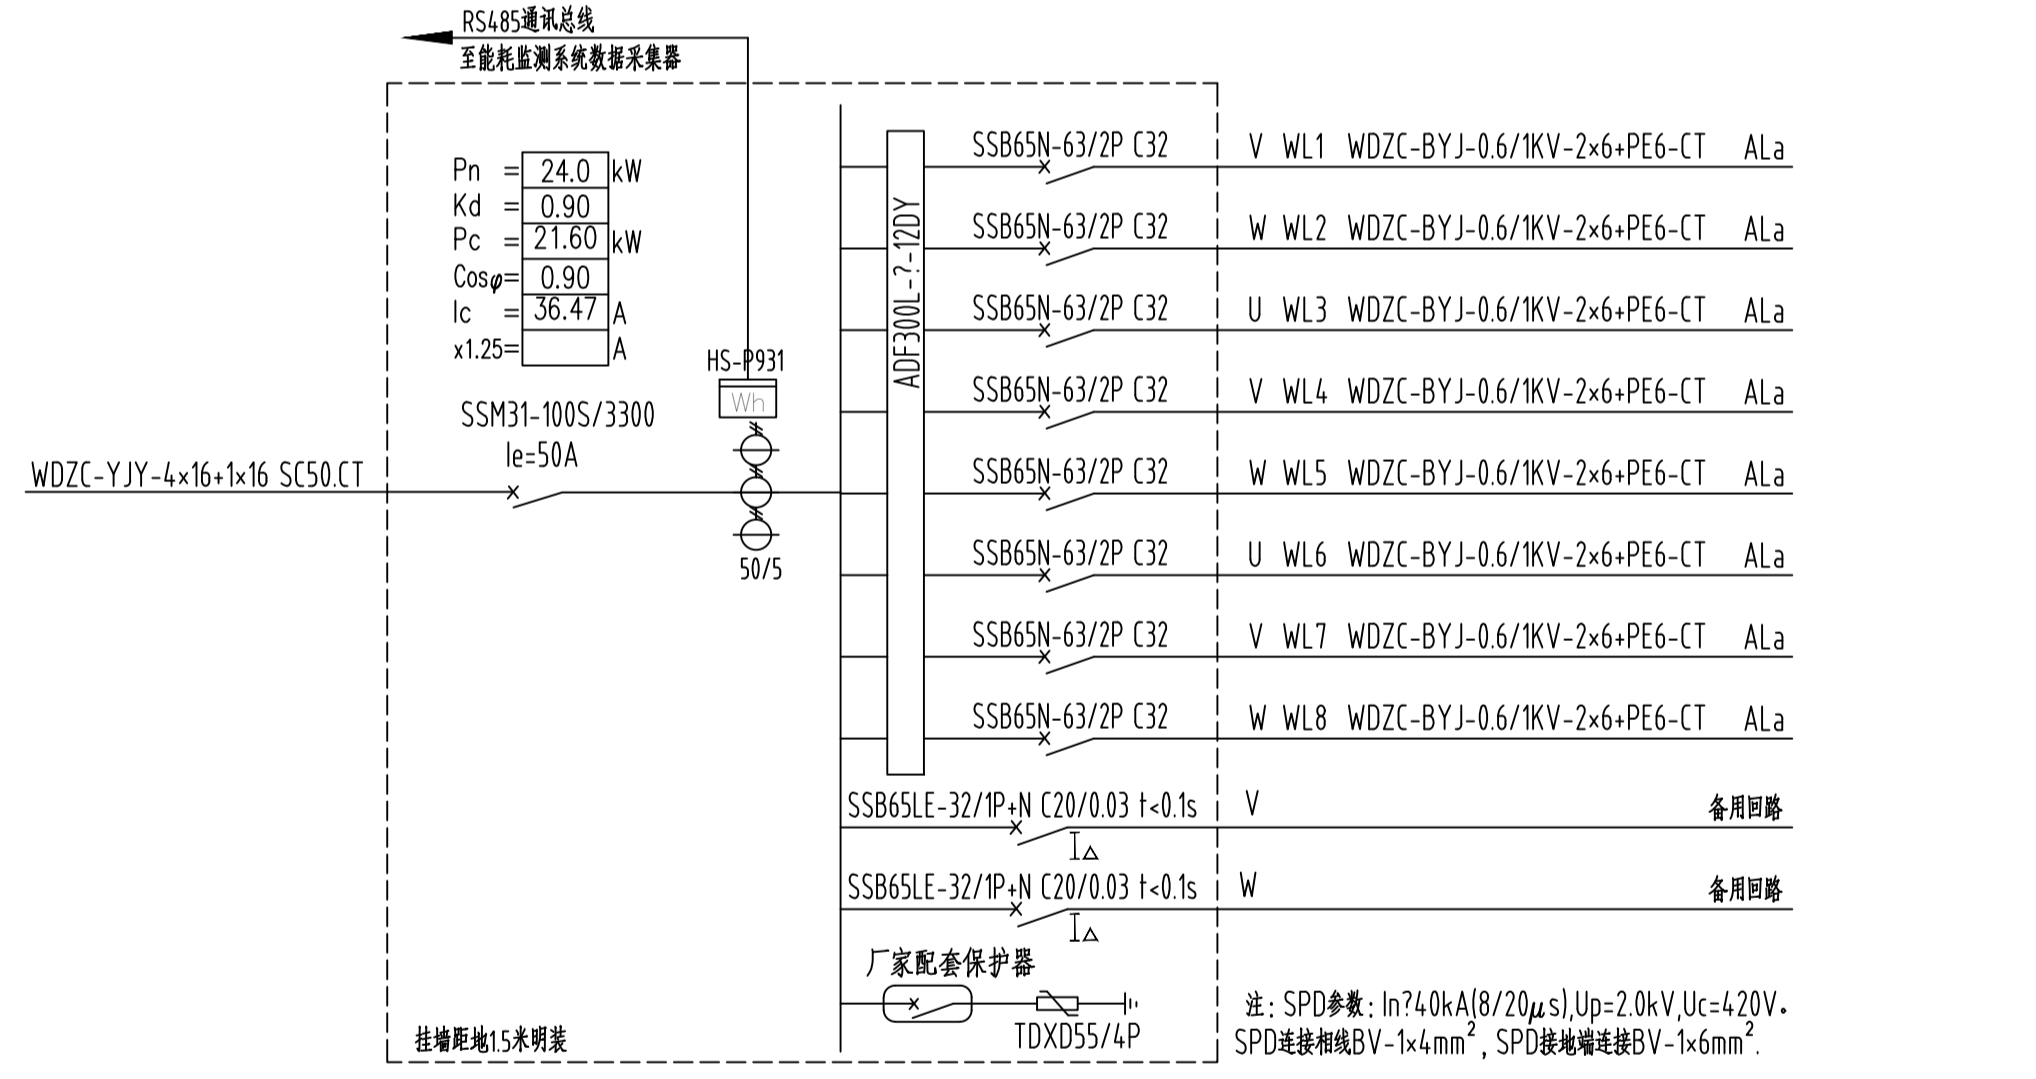 RS485通讯总线
至能耗监测系统数据采集器
Pn = 24.0 kW
Kd = 0.90
Pc = 21.60 kW
Cosφ= 0.90
Ic = 36.47 A
x1.25= A
HS-P931
Wh
SSM31-100S/3300
Ie=50A
WDZC-YJY-4×16+1×16 SC50.CT
50/5
ADF300L-?-12DY
SSB65N-63/2P C32 V WL1 WDZC-BYJ-0.6/1KV-2×6+PE6-CT ALa
SSB65N-63/2P C32 W WL2 WDZC-BYJ-0.6/1KV-2×6+PE6-CT ALa
SSB65N-63/2P C32 U WL3 WDZC-BYJ-0.6/1KV-2×6+PE6-CT ALa
SSB65N-63/2P C32 V WL4 WDZC-BYJ-0.6/1KV-2×6+PE6-CT ALa
SSB65N-63/2P C32 W WL5 WDZC-BYJ-0.6/1KV-2×6+PE6-CT ALa
SSB65N-63/2P C32 U WL6 WDZC-BYJ-0.6/1KV-2×6+PE6-CT ALa
SSB65N-63/2P C32 V WL7 WDZC-BYJ-0.6/1KV-2×6+PE6-CT ALa
SSB65N-63/2P C32 W WL8 WDZC-BYJ-0.6/1KV-2×6+PE6-CT ALa
SSB65LE-32/1P+N C20/0.03 t<0.1s V 备用回路
I△
SSB65LE-32/1P+N C20/0.03 t<0.1s W 备用回路
I△
厂家配套保护器
TDXD55/4P
挂墙距地1.5米明装
注: SPD参数: In?40kA(8/20μs),Up=2.0kV,Uc=420V。
SPD连接相线BV-1×4mm², SPD接地端连接BV-1×6mm².